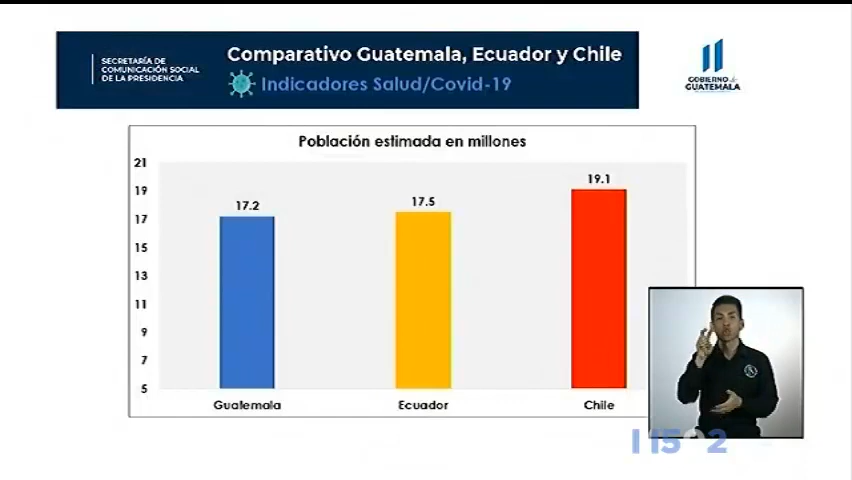 SECRETARÍA DE
COMUNICACIÓN SOCIAL
DE LA PRESIDENCIA
Comparativo Guatemala, Ecuador y Chile
Indicadores Salud/Covid-19
GOBIERNO de
GUATEMALA
Población estimada en millones
21
19
17
15
13
11
9
7
5
17.2
17.5
19.1
Guatemala
Ecuador
Chile